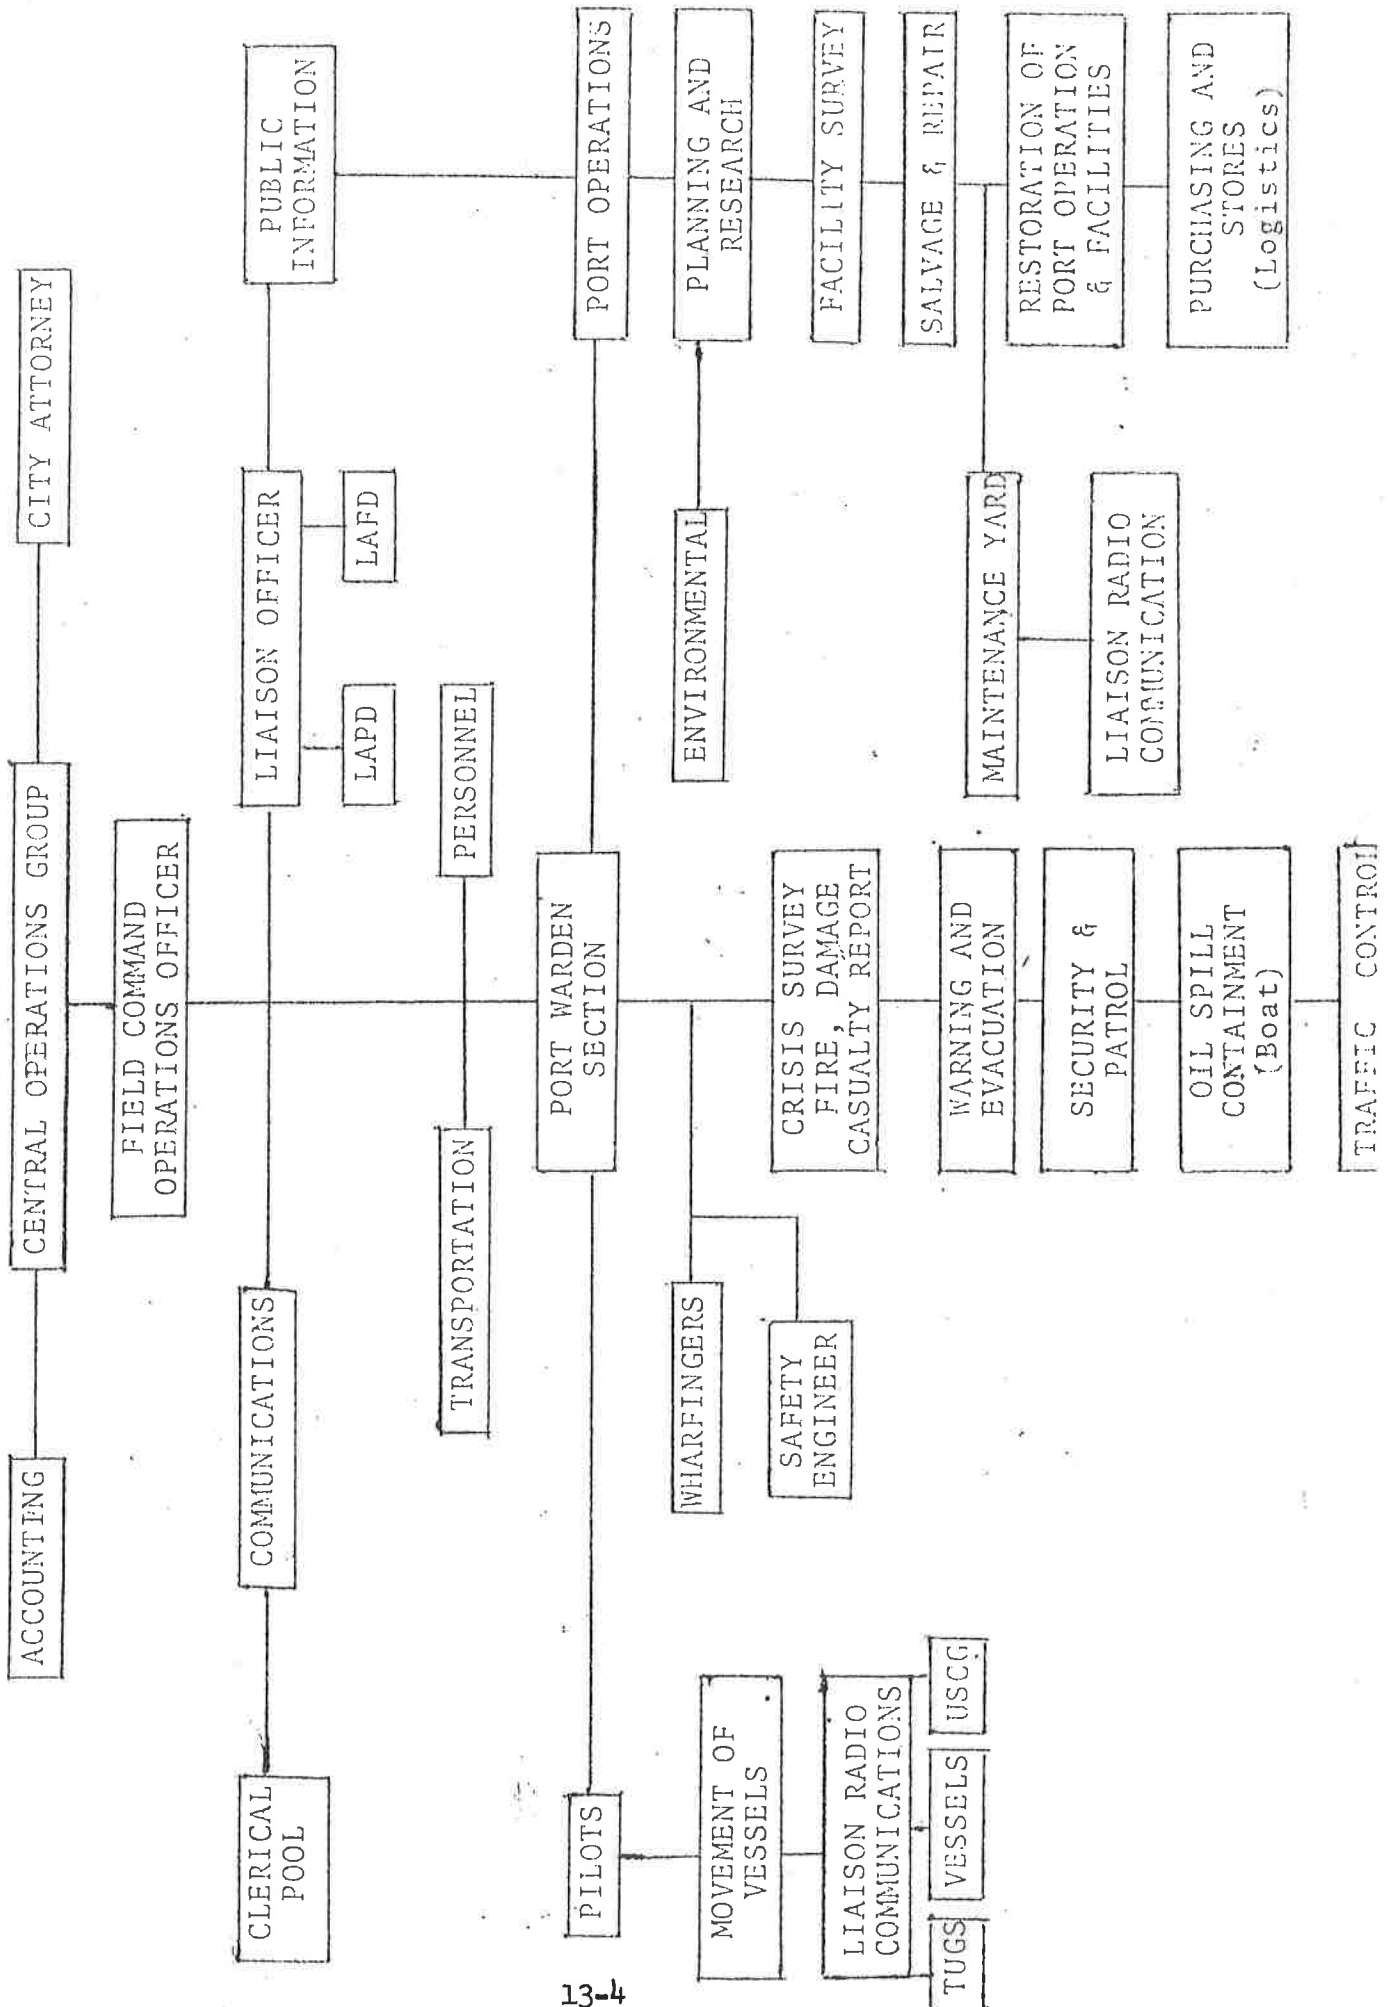 ACCOUNTING
CENTRAL OPERATIONS GROUP
CITY ATTORNEY
FIELD COMMAND
OPERATIONS OFFICER
CLERICAL
POOL
COMMUNICATIONS
LIAISON OFFICER
PUBLIC
INFORMATION
LAPD
LAFD
TRANSPORTATION
PERSONNEL
PILOTS
PORT WARDEN
SECTION
PORT OPERATIONS
MOVEMENT OF
VESSELS
WHARFINGERS
ENVIRONMENTAL
PLANNING AND
RESEARCH
LIAISON RADIO
COMMUNICATIONS
SAFETY
ENGINEER
CRISIS SURVEY
FIRE, DAMAGE
CASUALTY REPORT
FACILITY SURVEY
TUGS
VESSELS
USCG
WARNING AND
EVACUATION
SALVAGE & REPAIR
MAINTENANCE YARD
SECURITY &
PATROL
RESTORATION OF
PORT OPERATION
& FACILITIES
LIAISON RADIO
COMMUNICATION
OIL SPILL
CONTAINMENT
(Boat)
PURCHASING AND
STORES
(Logistics)
TRAFFIC CONTROL
13-4